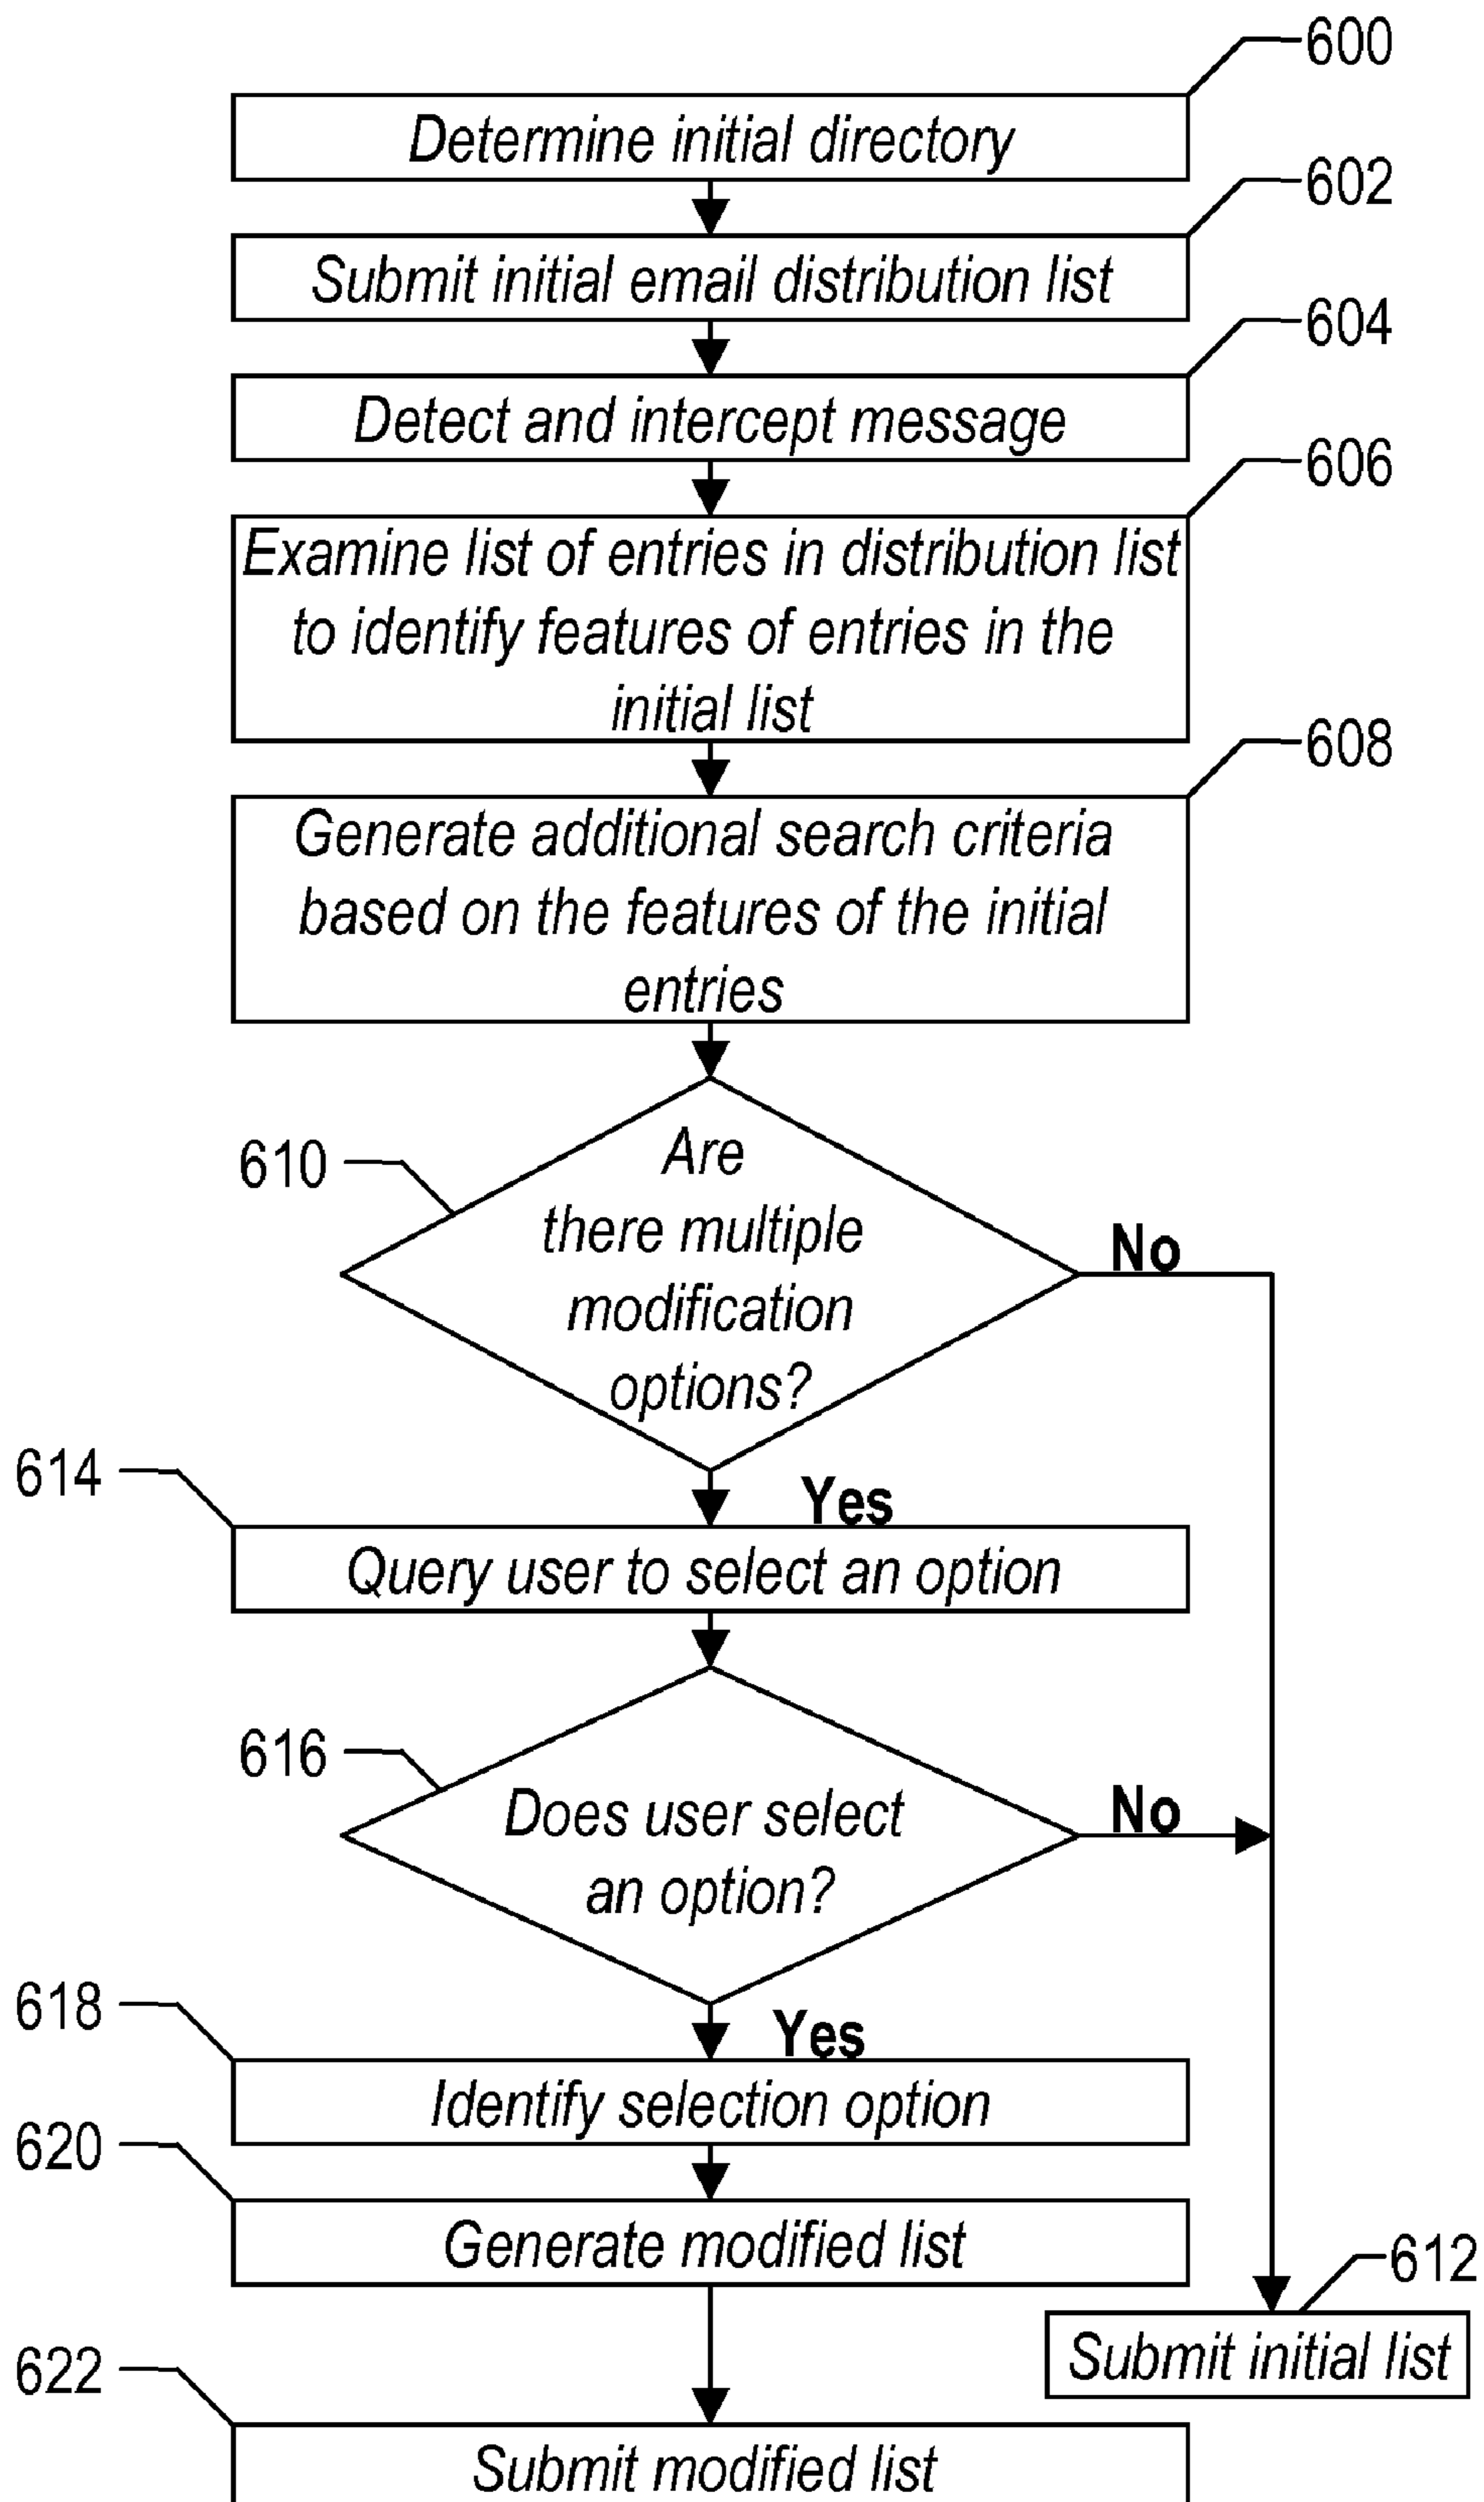 600
Determine initial directory
602
Submit initial email distribution list
604
Detect and intercept message
606
Examine list of entries in distribution list
to identify features of entries in the
initial list
608
Generate additional search criteria
based on the features of the initial
entries
610
Are
there multiple
modification
options?
No
614
Yes
Query user to select an option
616
Does user select
an option?
No
618
Yes
Identify selection option
620
Generate modified list
612
Submit initial list
622
Submit modified list